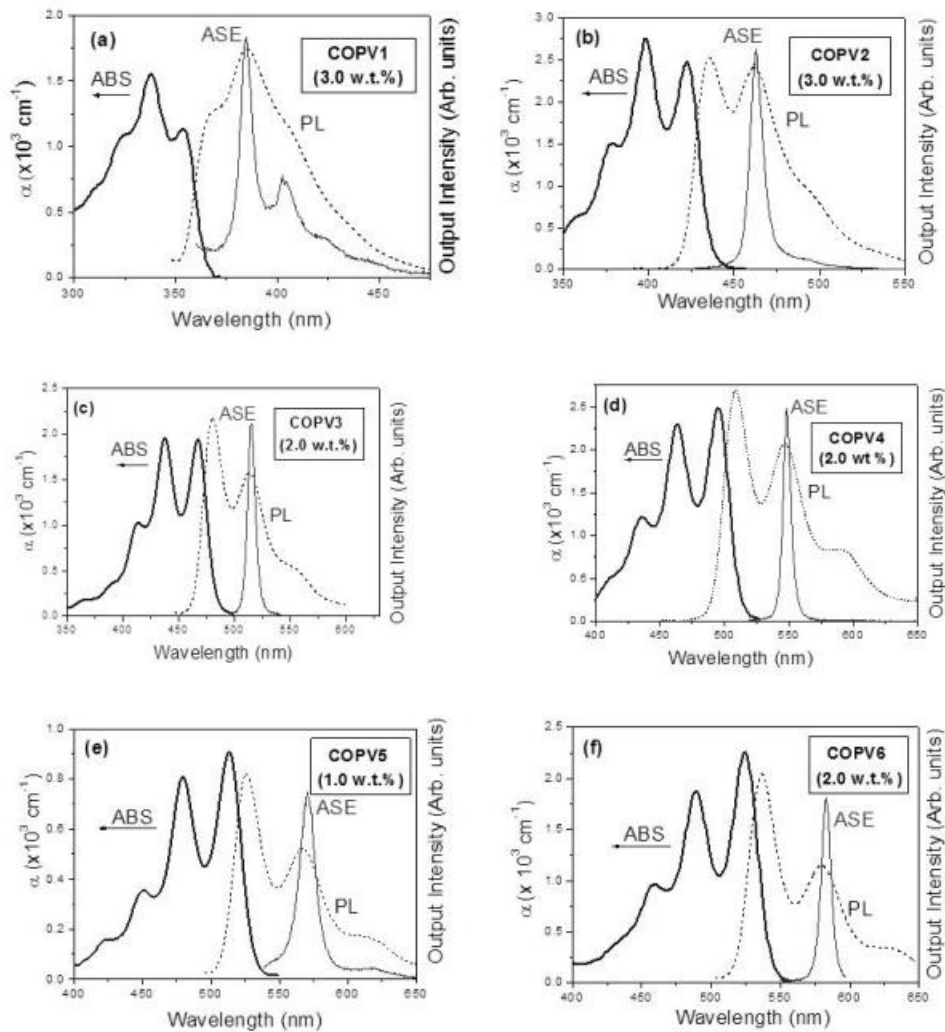 (a)
ASE
COPV1
(3.0 w.t.%)
ABS
PL
α (x10³ cm⁻¹)
2.0
1.5
1.0
0.5
0.0
300 350 400 450
Wavelength (nm)
Output Intensity (Arb. units)
(b)
ASE
COPV2
(3.0 w.t.%)
ABS
PL
α (x10³ cm⁻¹)
3.0
2.5
2.0
1.5
1.0
0.5
0.0
350 400 450 500 550
Wavelength (nm)
Output Intensity (Arb. units)
(c)
ASE
COPV3
(2.0 w.t.%)
ABS
PL
α (x10³ cm⁻¹)
2.5
2.0
1.5
1.0
0.5
0.0
350 400 450 500 550 600
Wavelength (nm)
Output Intensity (Arb. units)
(d)
ASE
COPV4
(2.0 wt %)
ABS
PL
α (x10³ cm⁻¹)
2.5
2.0
1.5
1.0
0.5
0.0
400 450 500 550 600 650
Wavelength (nm)
Output Intensity (Arb. units)
(e)
COPV5
(1.0 w.t.%)
ASE
ABS
PL
α (x10³ cm⁻¹)
1.0
0.8
0.6
0.4
0.2
0.0
400 450 500 550 600 650
Wavelength (nm)
Output Intensity (Arb. units)
(f)
COPV6
(2.0 w.t.%)
ABS
ASE
PL
α (x 10³ cm⁻¹)
2.5
2.0
1.5
1.0
0.5
0.0
400 450 500 550 600 650
Wavelength (nm)
Output Intensity (Arb. units)